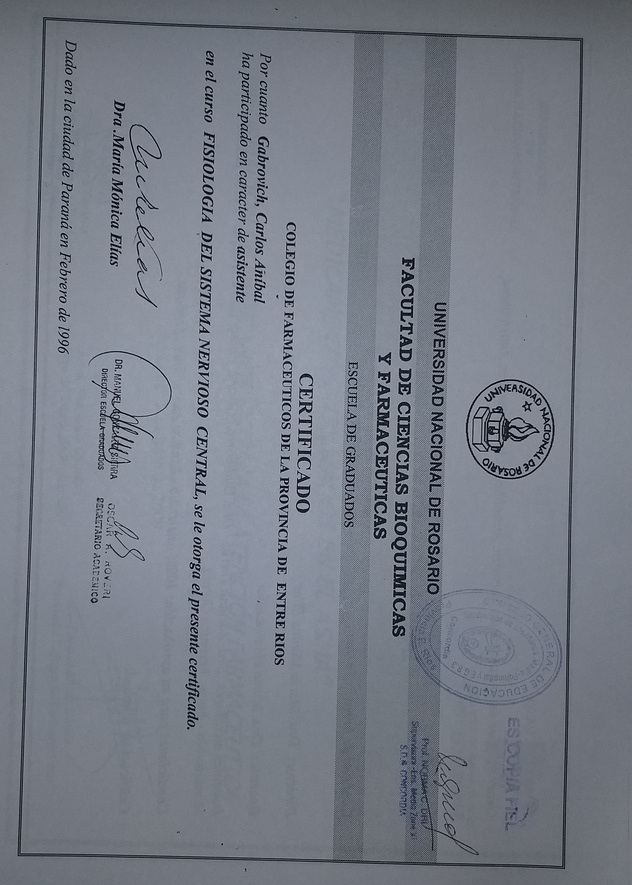 UNIVERSIDAD NACIONAL DE ROSARIO
ES COPIA FIEL
Prof. NORMA C. DRI
Supervisora -Ens. Medio Zona
S.D.E. CONCORDIA
UNIVERSIDAD NACIONAL DE ROSARIO
FACULTAD DE CIENCIAS BIOQUIMICAS
Y FARMACEUTICAS
ESCUELA DE GRADUADOS
CERTIFICADO
COLEGIO DE FARMACEUTICOS DE LA PROVINCIA DE ENTRE RIOS
Por cuanto Gabrovich, Carlos Aníbal
ha participado en caracter de asistente
en el curso FISIOLOGIA DEL SISTEMA NERVIOSO CENTRAL, se le otorga el presente certificado.
Dra .María Mónica Elías
DR. MANUEL GONZALEZ SIERRA
DIRECTOR ESCUELA GRADUADOS
OSCAR A. ROVERI
SECRETARIO ACADEMICO
Dado en la ciudad de Paraná en Febrero de 1996